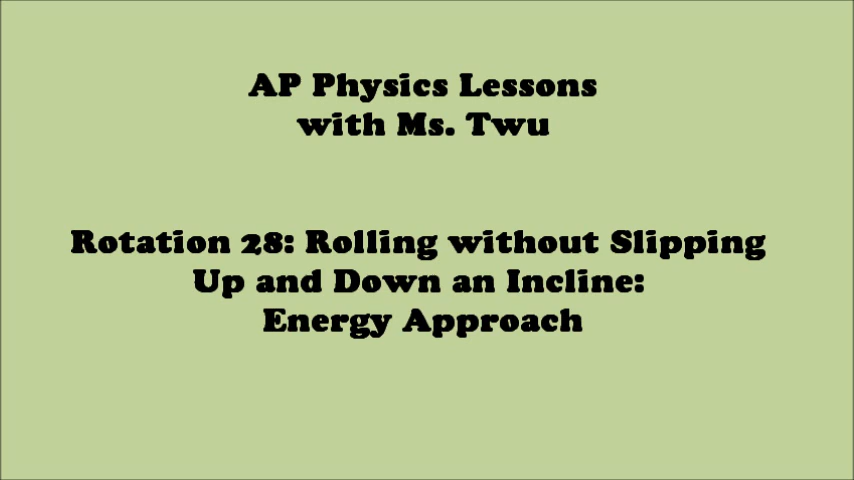 AP Physics Lessons
with Ms. Twu
Rotation 28: Rolling without Slipping
Up and Down an Incline:
Energy Approach